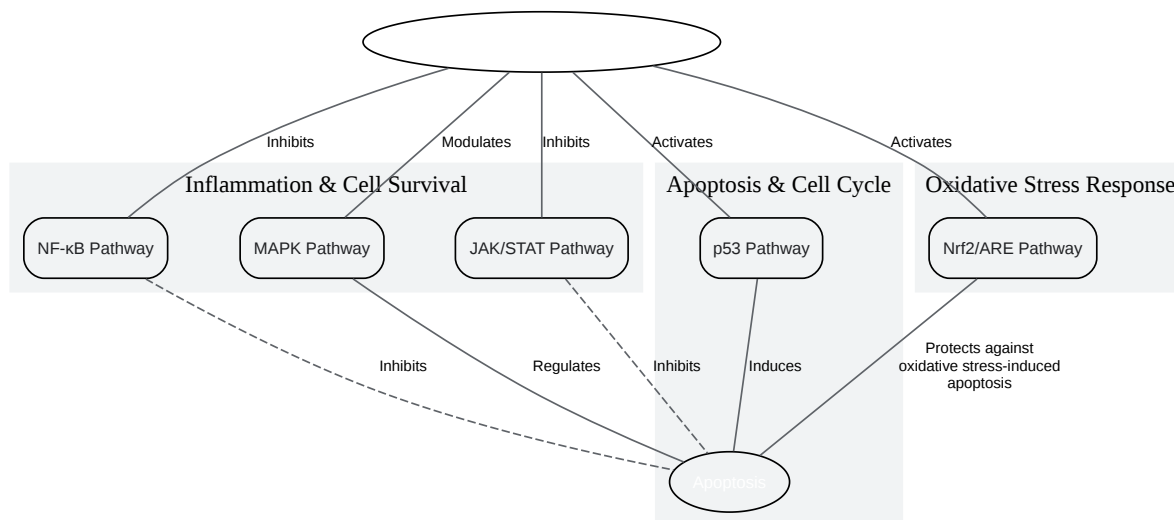 Inhibits
Modulates
Inhibits
Activates
Activates
Inflammation & Cell Survival
Apoptosis & Cell Cycle
Oxidative Stress Response
NF-κB Pathway
MAPK Pathway
JAK/STAT Pathway
p53 Pathway
Nrf2/ARE Pathway
Inhibits
Regulates
Inhibits
Induces
Protects against
oxidative stress-induced
apoptosis
Apoptosis